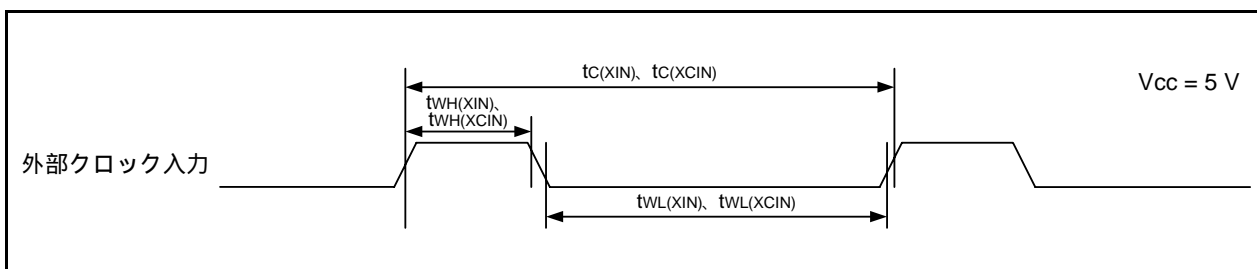 tC(XIN)、tC(XCIN)
Vcc = 5 V
tWH(XIN)、
tWH(XCIN)
外部クロック入力
tWL(XIN)、tWL(XCIN)